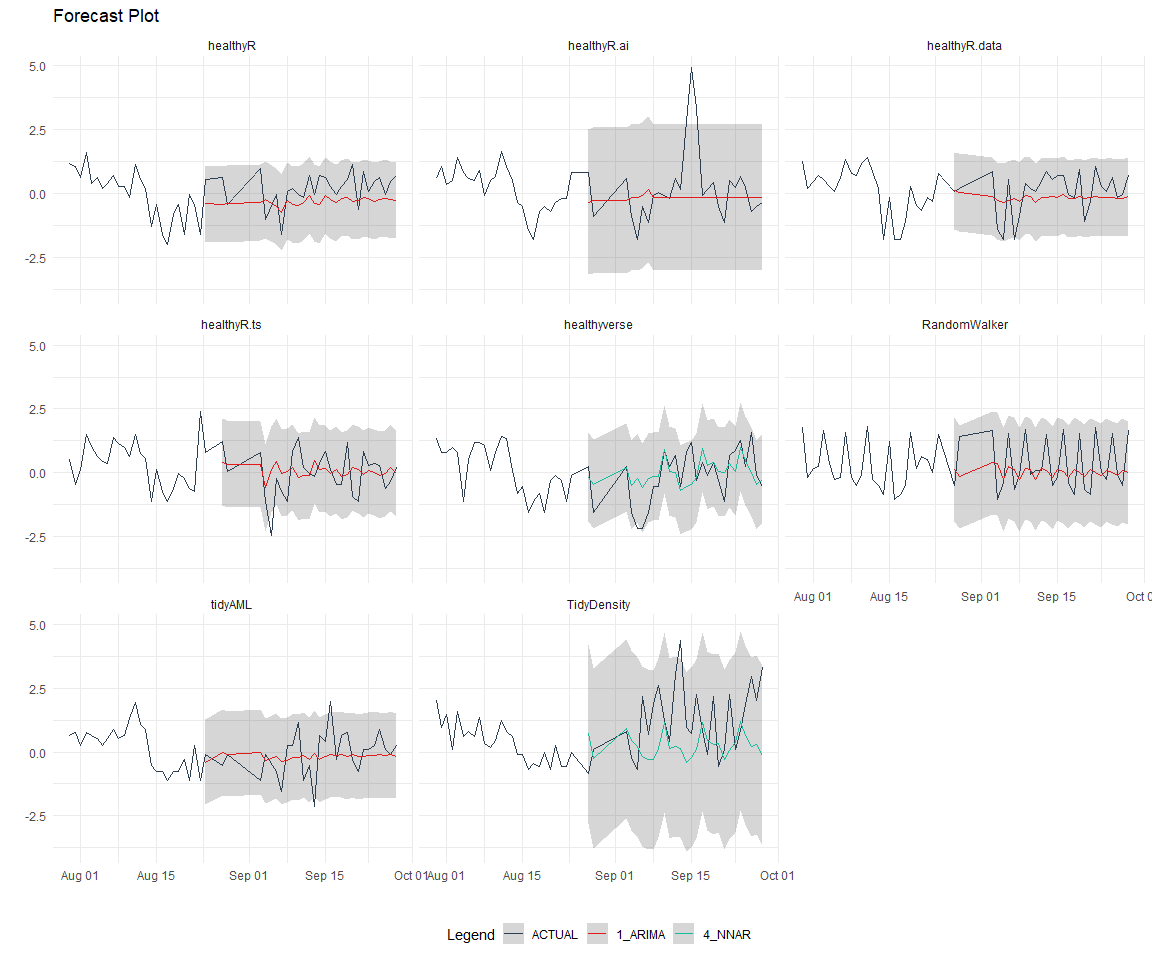 Forecast Plot
healthyR healthyR.ai healthyR.data
5.0
2.5
0.0
-2.5
healthyR.ts healthyverse RandomWalker
5.0
2.5
0.0
-2.5
Aug 01 Aug 15 Sep 01 Sep 15 Oct 0
tidyAML TidyDensity
5.0
2.5
0.0
-2.5
Aug 01 Aug 15 Sep 01 Sep 15 Oct 01 Aug 01 Aug 15 Sep 01 Sep 15 Oct 01
Legend ACTUAL 1_ARIMA 4_NNAR